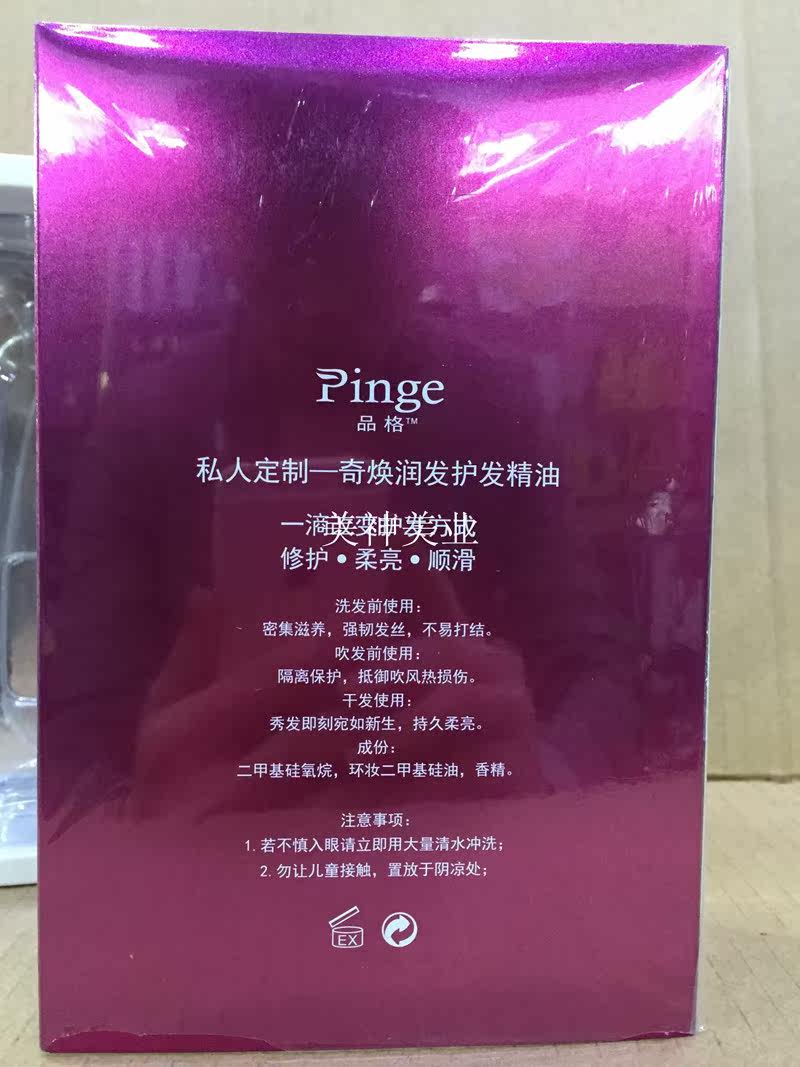 Pinge
品格™
私人定制—奇焕润发护发精油
一滴
美神美业
修护•柔亮•顺滑
洗发前使用：
密集滋养，强韧发丝，不易打结。
吹发前使用：
隔离保护，抵御吹风热损伤。
干发使用：
秀发即刻宛如新生，持久柔亮。
成份：
二甲基硅氧烷，环妆二甲基硅油，香精。
注意事项：
1. 若不慎入眼请立即用大量清水冲洗；
2. 勿让儿童接触，置放于阴凉处；
EX